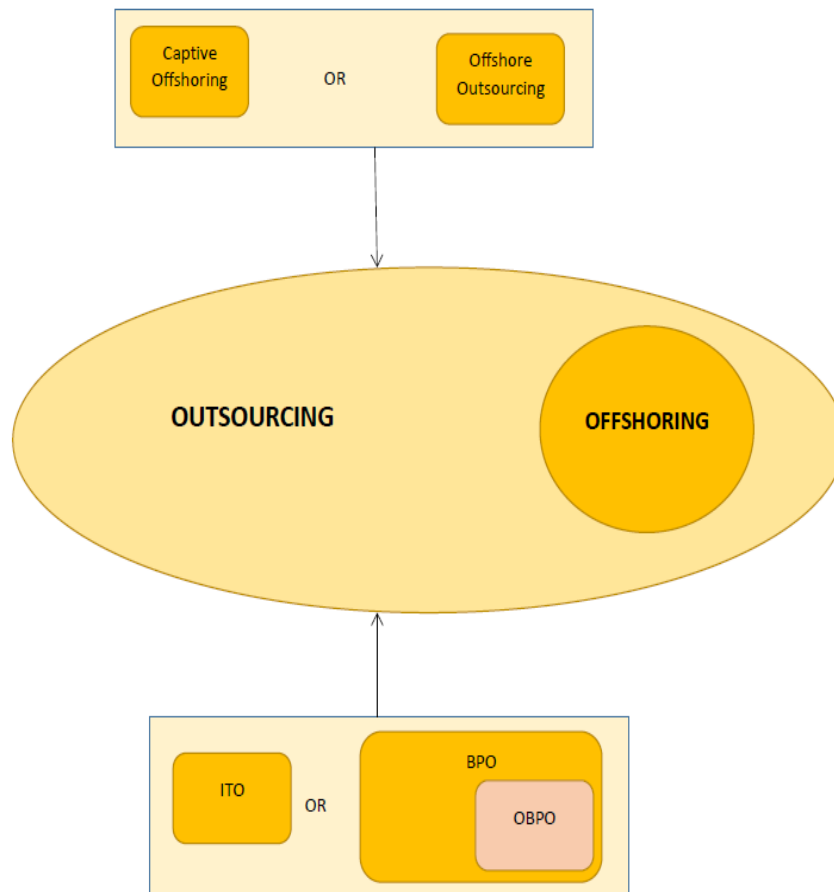 Captive
Offshoring
OR
Offshore
Outsourcing
OUTSOURCING
OFFSHORING
ITO
OR
BPO
OBPO